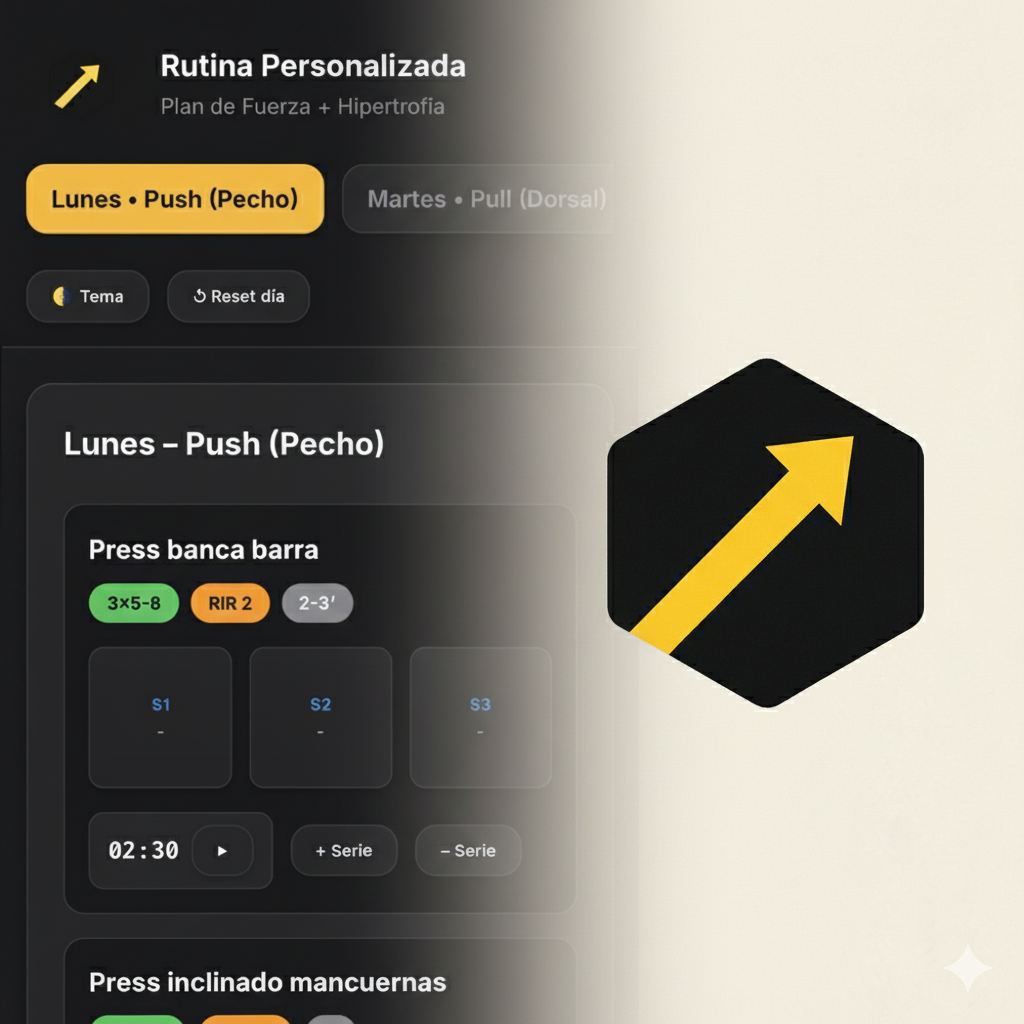 Rutina Personalizada
Plan de Fuerza + Hipertrofia
Lunes • Push (Pecho) Martes • Pull (Dorsal)
Tema ↺ Reset día
Lunes – Push (Pecho)
Press banca barra
3×5-8 RIR 2 2-3′
S1 S2 S3
- - -
02:30 + Serie – Serie
Press inclinado mancuernas